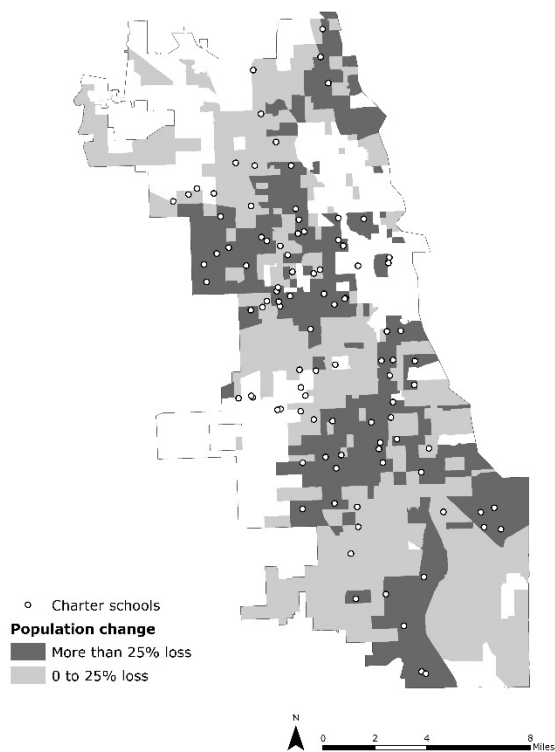 Charter schools
Population change
More than 25% loss
0 to 25% loss
N
0 2 4 8
Miles